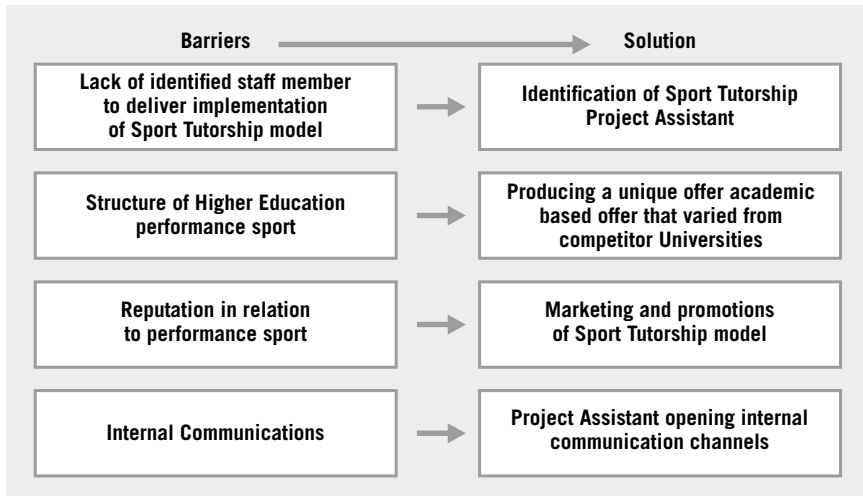 Barriers
Solution
Lack of identified staff member
to deliver implementation
of Sport Tutorship model
Identification of Sport Tutorship
Project Assistant
Structure of Higher Education
performance sport
Producing a unique offer academic
based offer that varied from
competitor Universities
Reputation in relation
to performance sport
Marketing and promotions
of Sport Tutorship model
Internal Communications
Project Assistant opening internal
communication channels